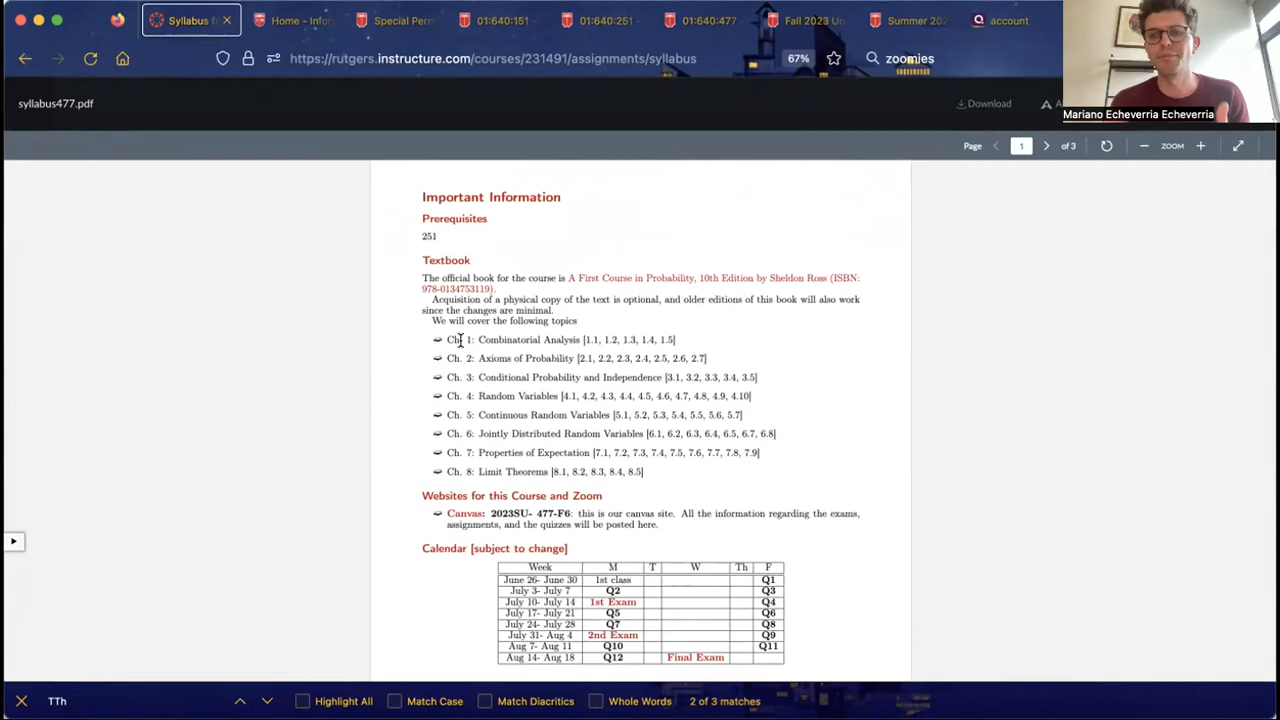 Syllabus f
Home - Infor
Special Perm
01:640:151
01:640:251
01:640:477
Fall 2023 Un
Summer 202
account
https://rutgers.instructure.com/courses/231491/assignments/syllabus
67%
zoomies
syllabus477.pdf
Download
Mariano Echeverria Echeverria
Page
1
of 3
ZOOM
Important Information
Prerequisites
251
Textbook
The official book for the course is A First Course in Probability, 10th Edition by Sheldon Ross (ISBN:
978-0134753119).
Acquisition of a physical copy of the text is optional, and older editions of this book will also work
since the changes are minimal.
We will cover the following topics
Ch. 1: Combinatorial Analysis [1.1, 1.2, 1.3, 1.4, 1.5]
Ch. 2: Axioms of Probability [2.1, 2.2, 2.3, 2.4, 2.5, 2.6, 2.7]
Ch. 3: Conditional Probability and Independence [3.1, 3.2, 3.3, 3.4, 3.5]
Ch. 4: Random Variables [4.1, 4.2, 4.3, 4.4, 4.5, 4.6, 4.7, 4.8, 4.9, 4.10]
Ch. 5: Continuous Random Variables [5.1, 5.2, 5.3, 5.4, 5.5, 5.6, 5.7]
Ch. 6: Jointly Distributed Random Variables [6.1, 6.2, 6.3, 6.4, 6.5, 6.7, 6.8]
Ch. 7: Properties of Expectation [7.1, 7.2, 7.3, 7.4, 7.5, 7.6, 7.7, 7.8, 7.9]
Ch. 8: Limit Theorems [8.1, 8.2, 8.3, 8.4, 8.5]
Websites for this Course and Zoom
Canvas: 2023SU- 477-F6: this is our canvas site. All the information regarding the exams,
assignments, and the quizzes will be posted here.
Calendar [subject to change]
Week M T W Th F
June 26- June 30 1st class Q1
July 3- July 7 Q2 Q3
July 10- July 14 1st Exam Q4
July 17- July 21 Q5 Q6
July 24- July 28 Q7 Q8
July 31- Aug 4 2nd Exam Q9
Aug 7- Aug 11 Q10 Q11
Aug 14- Aug 18 Q12 Final Exam
TTh
Highlight All
Match Case
Match Diacritics
Whole Words
2 of 3 matches